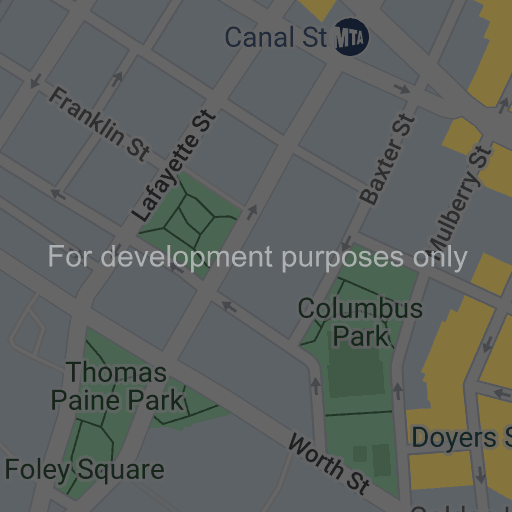 Canal St
MTA
Franklin St
Lafayette St
Baxter St
Mulberry St
For development purposes only
Columbus
Park
Thomas
Paine Park
Doyers S
Worth St
Foley Square